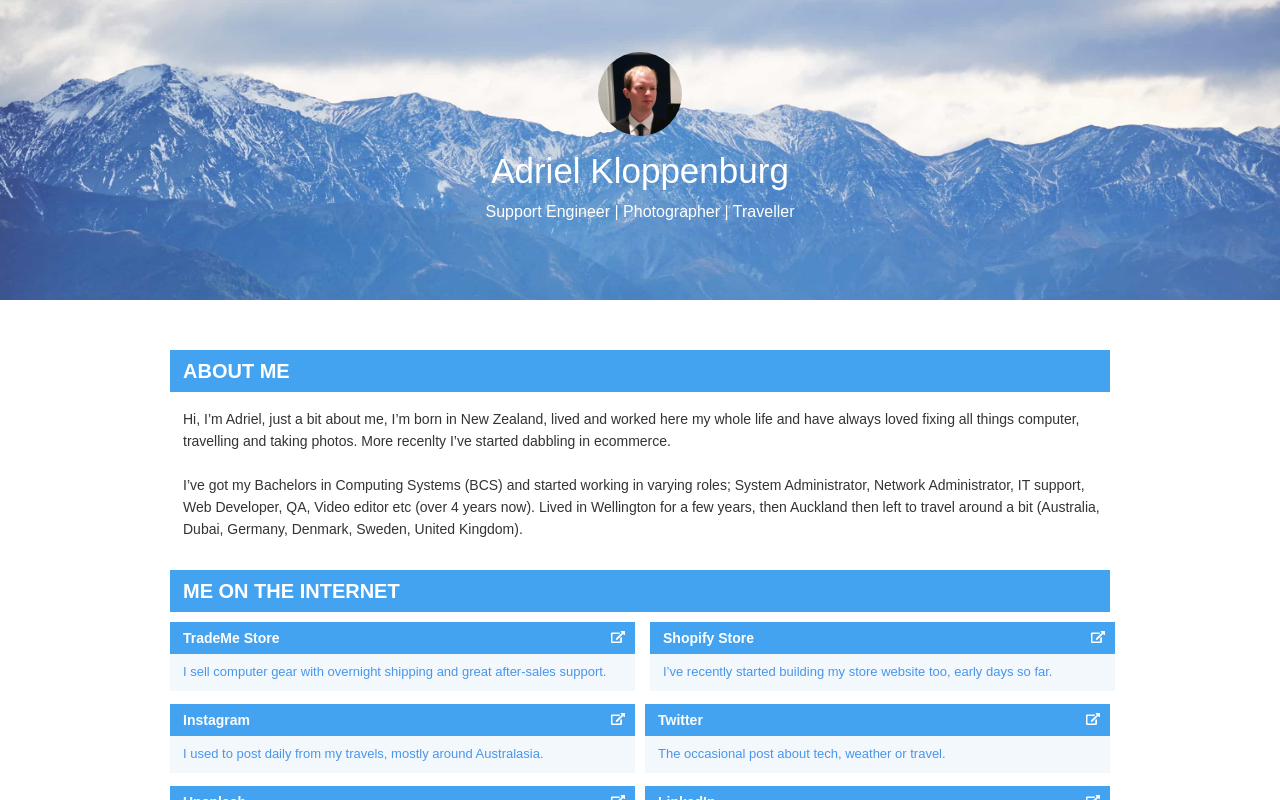 Adriel Kloppenburg
Support Engineer | Photographer | Traveller
ABOUT ME
Hi, I’m Adriel, just a bit about me, I’m born in New Zealand, lived and worked here my whole life and have always loved fixing all things computer,
travelling and taking photos. More recenlty I’ve started dabbling in ecommerce.
I’ve got my Bachelors in Computing Systems (BCS) and started working in varying roles; System Administrator, Network Administrator, IT support,
Web Developer, QA, Video editor etc (over 4 years now). Lived in Wellington for a few years, then Auckland then left to travel around a bit (Australia,
Dubai, Germany, Denmark, Sweden, United Kingdom).
ME ON THE INTERNET
TradeMe Store
I sell computer gear with overnight shipping and great after-sales support.
Shopify Store
I’ve recently started building my store website too, early days so far.
Instagram
I used to post daily from my travels, mostly around Australasia.
Twitter
The occasional post about tech, weather or travel.
Unsplash
LinkedIn